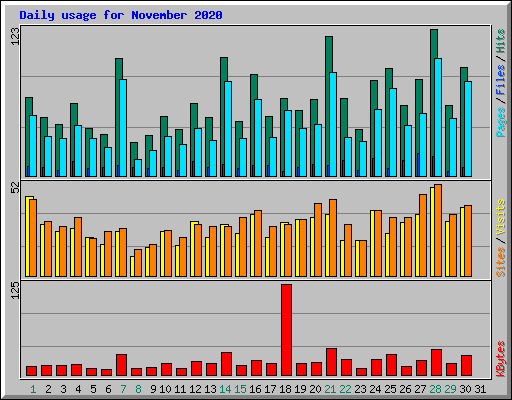 Daily usage for November 2020
123
Pages / Files / Hits
52
Sites / Visits
125
KBytes
1 2 3 4 5 6 7 8 9 10 11 12 13 14 15 16 17 18 19 20 21 22 23 24 25 26 27 28 29 30 31